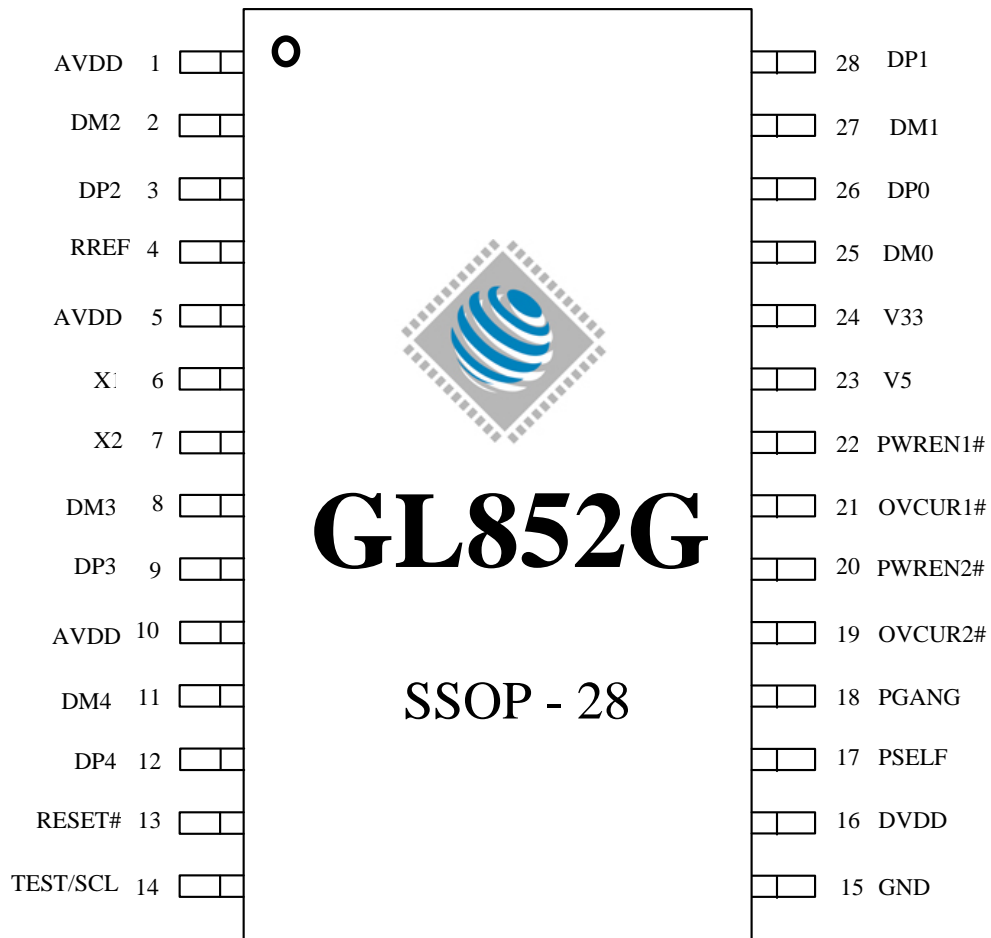 AVDD 1 28 DP1
DM2 2 27 DM1
DP2 3 26 DP0
RREF 4 25 DM0
AVDD 5 24 V33
X1 6 23 V5
X2 7 22 PWREN1#
DM3 8 21 OVCUR1#
GL852G
DP3 9 20 PWREN2#
AVDD 10 19 OVCUR2#
DM4 11 18 PGANG
SSOP - 28
DP4 12 17 PSELF
RESET# 13 16 DVDD
TEST/SCL 14 15 GND